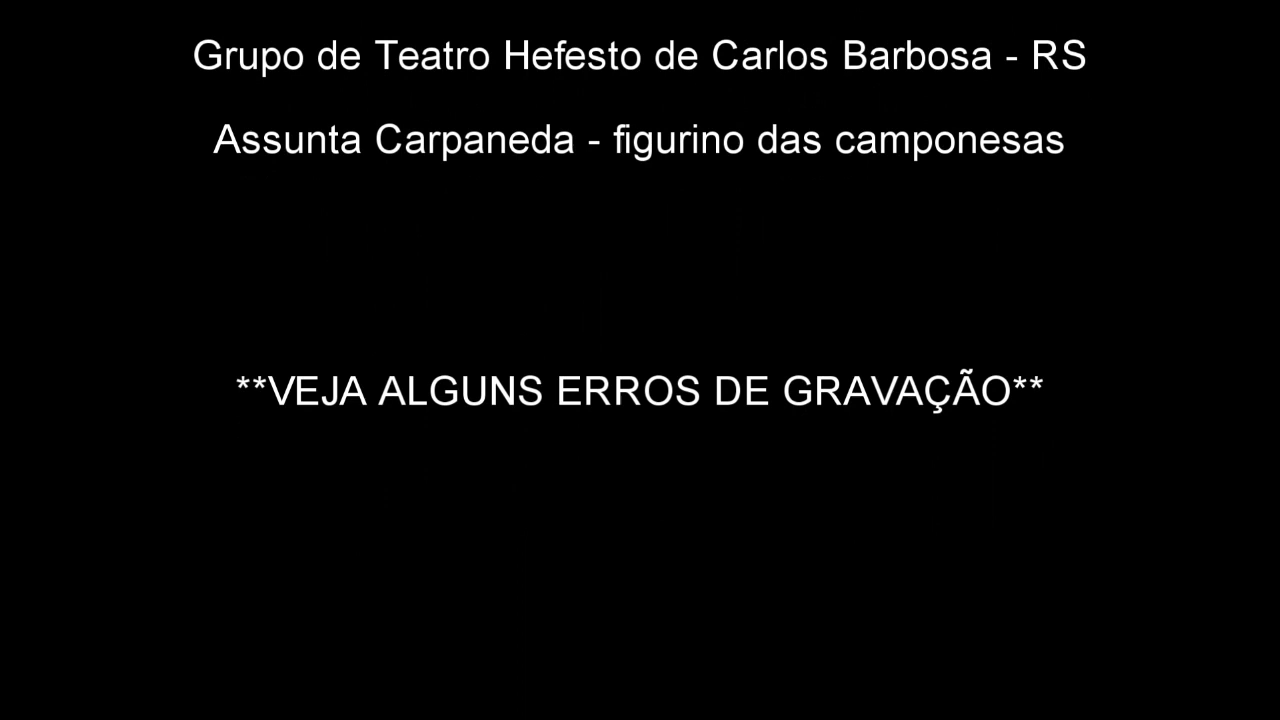 Grupo de Teatro Hefesto de Carlos Barbosa - RS
Assunta Carpaneda - figurino das camponesas
**VEJA ALGUNS ERROS DE GRAVAÇÃO**